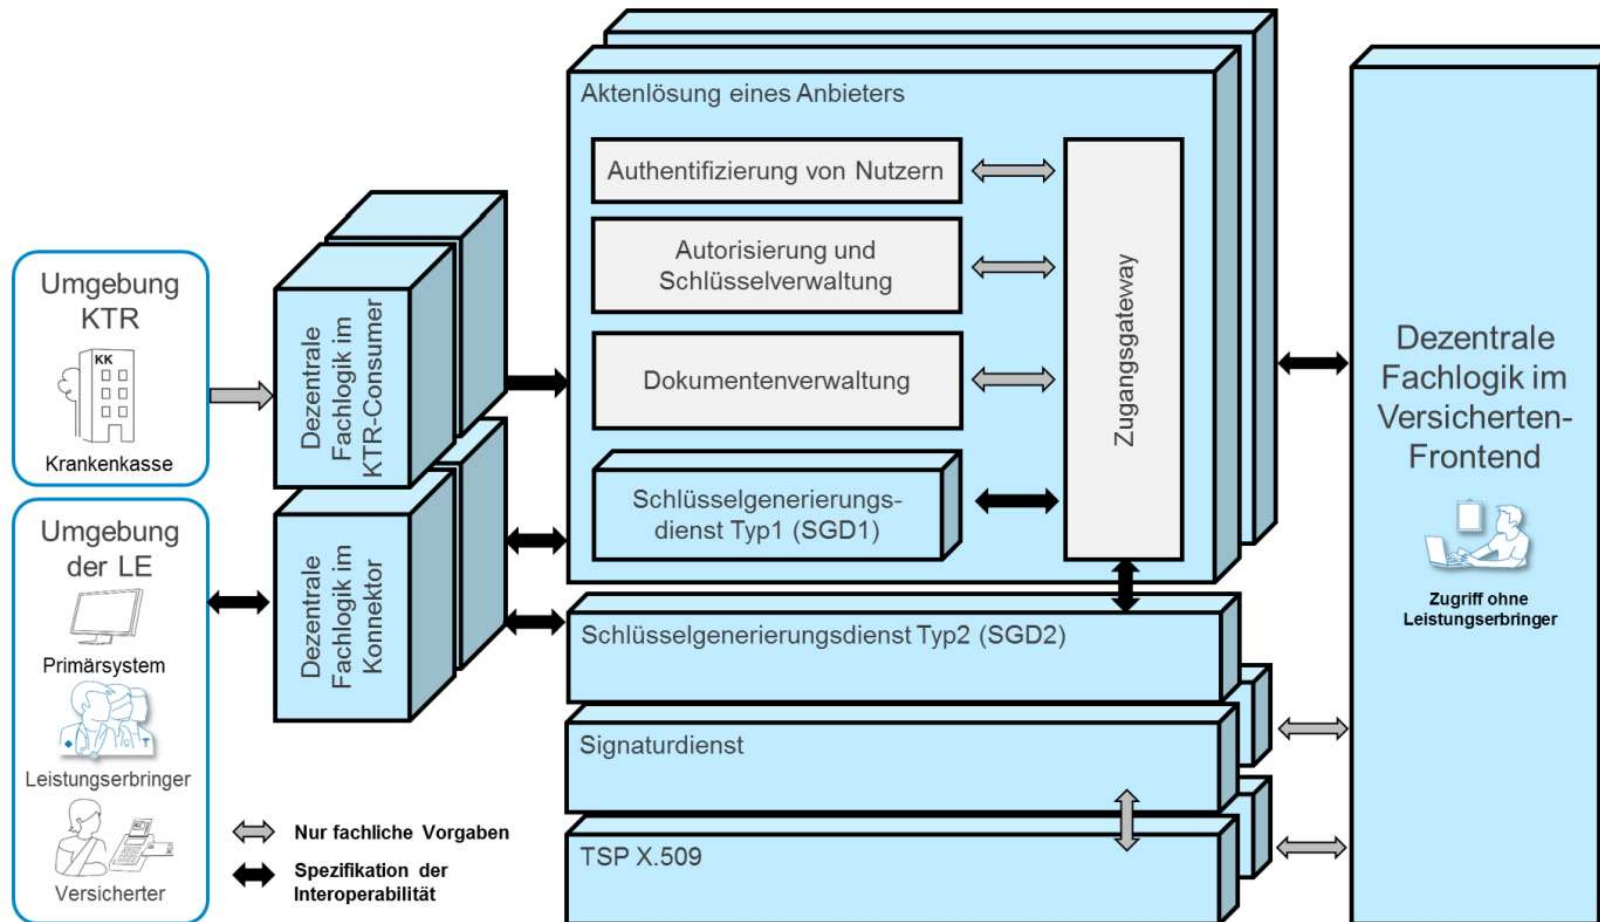 Umgebung
KTR
KK
Krankenkasse
Umgebung
der LE
Primärsystem
Leistungserbringer
Versicherter
Dezentrale
Fachlogik im
KTR-Consumer
Dezentrale
Fachlogik im
Konnektor
Nur fachliche Vorgaben
Spezifikation der
Interoperabilität
Aktenlösung eines Anbieters
Authentifizierung von Nutzern
Autorisierung und
Schlüsselverwaltung
Dokumentenverwaltung
Schlüsselgenerierungs-
dienst Typ1 (SGD1)
Zugangsgateway
Schlüsselgenerierungsdienst Typ2 (SGD2)
Signaturdienst
TSP X.509
Dezentrale
Fachlogik im
Versicherten-
Frontend
Zugriff ohne
Leistungserbringer